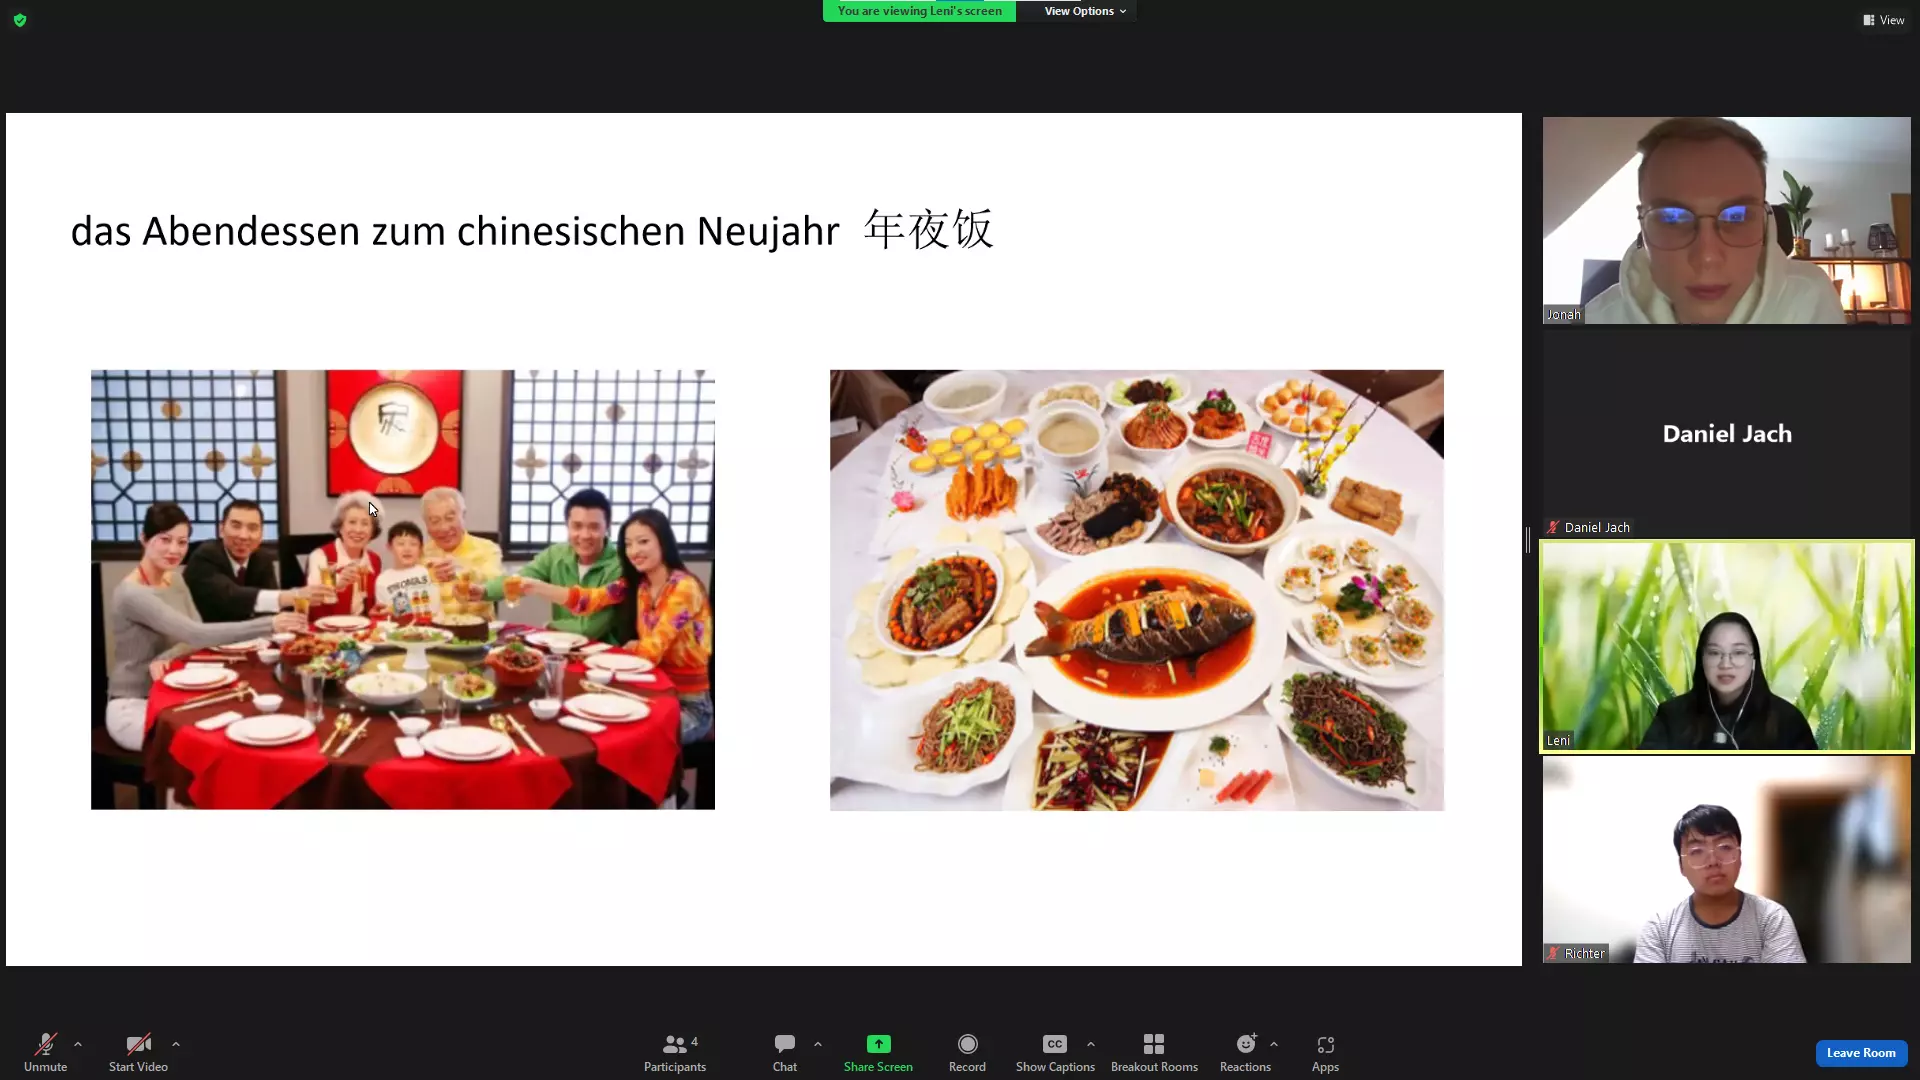 You are viewing Leni's screen
View Options
View
das Abendessen zum chinesischen Neujahr 年夜饭
Jonah
Daniel Jach
Daniel Jach
Leni
Richter
Unmute
Start Video
4
Participants
Chat
Share Screen
Record
CC
Show Captions
Breakout Rooms
Reactions
Apps
Leave Room